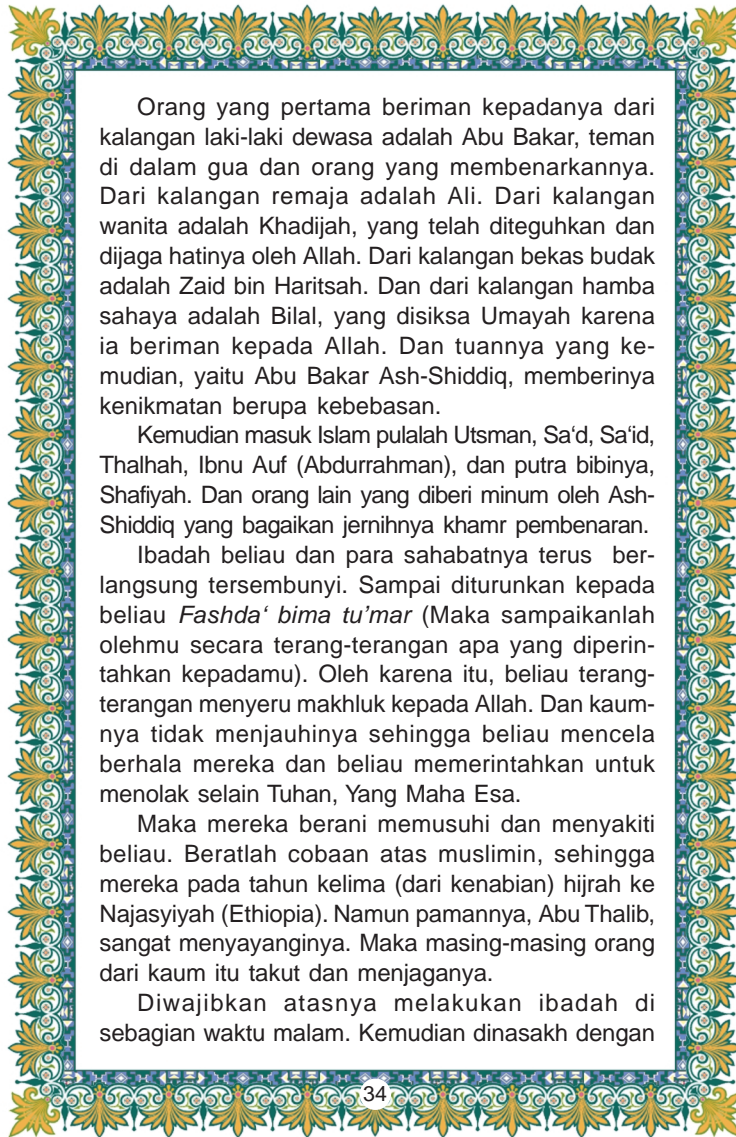 Orang yang pertama beriman kepadanya dari
kalangan laki-laki dewasa adalah Abu Bakar, teman
di dalam gua dan orang yang membenarkannya.
Dari kalangan remaja adalah Ali. Dari kalangan
wanita adalah Khadijah, yang telah diteguhkan dan
dijaga hatinya oleh Allah. Dari kalangan bekas budak
adalah Zaid bin Haritsah. Dan dari kalangan hamba
sahaya adalah Bilal, yang disiksa Umayah karena
ia beriman kepada Allah. Dan tuannya yang ke-
mudian, yaitu Abu Bakar Ash-Shiddiq, memberinya
kenikmatan berupa kebebasan.
Kemudian masuk Islam pulalah Utsman, Sa‘d, Sa‘id,
Thalhah, Ibnu Auf (Abdurrahman), dan putra bibinya,
Shafiyah. Dan orang lain yang diberi minum oleh Ash-
Shiddiq yang bagaikan jernihnya khamr pembenaran.
Ibadah beliau dan para sahabatnya terus ber-
langsung tersembunyi. Sampai diturunkan kepada
beliau Fashda‘ bima tu’mar (Maka sampaikanlah
olehmu secara terang-terangan apa yang diperin-
tahkan kepadamu). Oleh karena itu, beliau terang-
terangan menyeru makhluk kepada Allah. Dan kaum-
nya tidak menjauhinya sehingga beliau mencela
berhala mereka dan beliau memerintahkan untuk
menolak selain Tuhan, Yang Maha Esa.
Maka mereka berani memusuhi dan menyakiti
beliau. Beratlah cobaan atas muslimin, sehingga
mereka pada tahun kelima (dari kenabian) hijrah ke
Najasyiyah (Ethiopia). Namun pamannya, Abu Thalib,
sangat menyayanginya. Maka masing-masing orang
dari kaum itu takut dan menjaganya.
Diwajibkan atasnya melakukan ibadah di
sebagian waktu malam. Kemudian dinasakh dengan
34